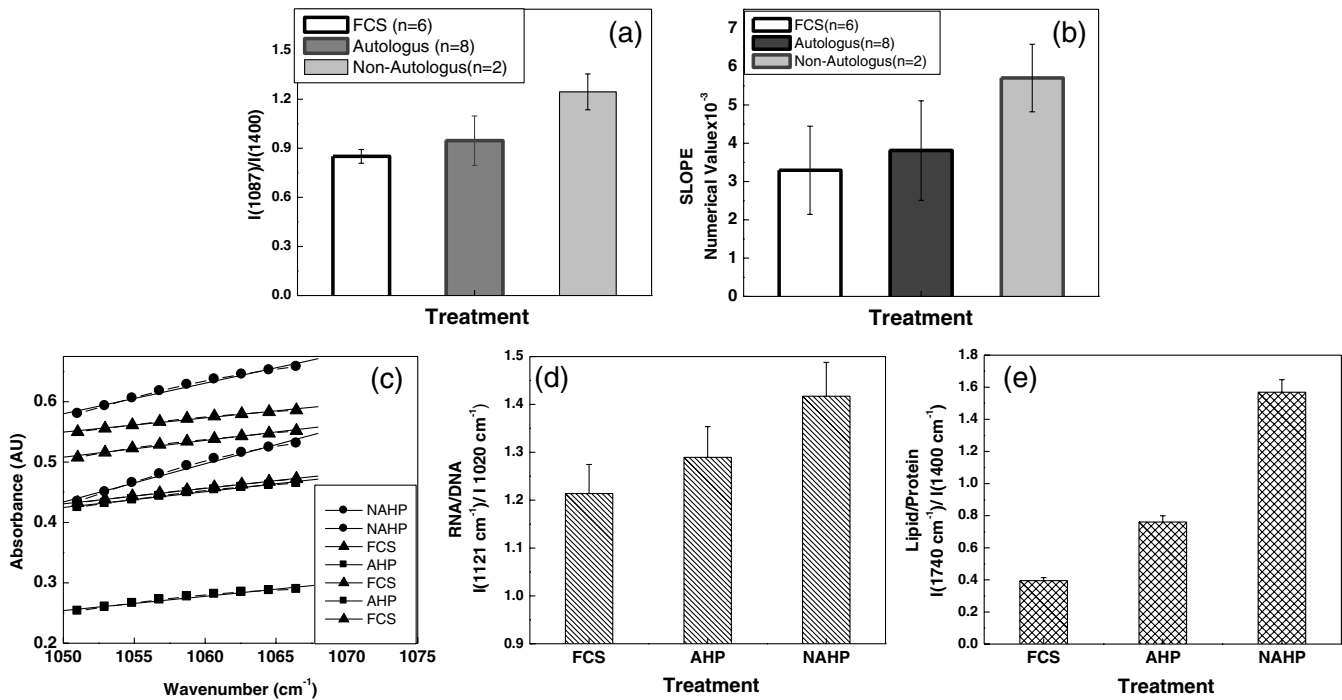 FCS (n=6)
Autologus (n=8)
Non-Autologus(n=2)
(a)
1.5
1.2
0.9
0.6
0.3
0.0
I(1087)/I(1400)
Treatment
FCS(n=6)
Autologus(n=8)
Non-Autologus(n=2)
(b)
7
6
5
4
3
2
1
0
SLOPE
Numerical Valuex10⁻³
Treatment
(c)
0.6
0.5
0.4
0.3
0.2
Absorbance (AU)
NAHP
NAHP
FCS
AHP
FCS
AHP
FCS
1050 1055 1060 1065 1070 1075
Wavenumber (cm⁻¹)
(d)
1.5
1.4
1.3
1.2
1.1
1.0
0.9
RNA/DNA
I(1121 cm⁻¹)/ I 1020 cm⁻¹)
FCS AHP NAHP
Treatment
(e)
1.8
1.6
1.4
1.2
1.0
0.8
0.6
0.4
0.2
0.0
Lipid/Protein
I(1740 cm⁻¹)/ I(1400 cm⁻¹)
FCS AHP NAHP
Treatment